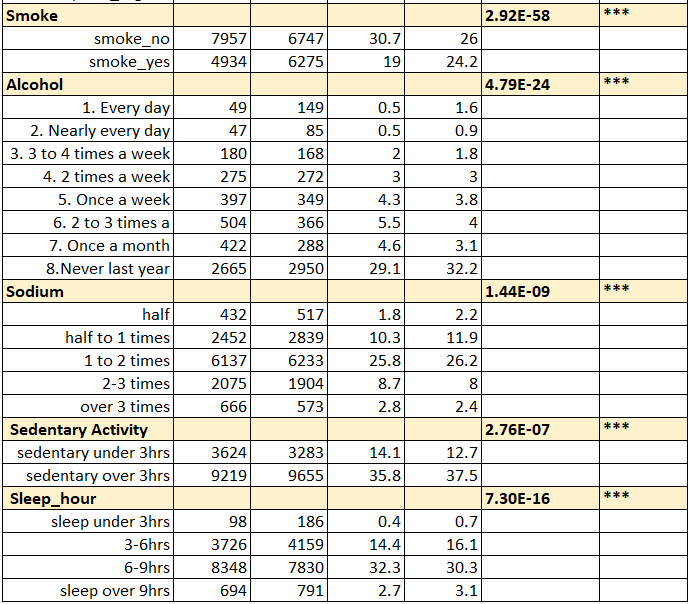 Smoke 2.92E-58 ***
smoke_no 7957 6747 30.7 26
smoke_yes 4934 6275 19 24.2
Alcohol 4.79E-24 ***
1. Every day 49 149 0.5 1.6
2. Nearly every day 47 85 0.5 0.9
3. 3 to 4 times a week 180 168 2 1.8
4. 2 times a week 275 272 3 3
5. Once a week 397 349 4.3 3.8
6. 2 to 3 times a 504 366 5.5 4
7. Once a month 422 288 4.6 3.1
8.Never last year 2665 2950 29.1 32.2
Sodium 1.44E-09 ***
half 432 517 1.8 2.2
half to 1 times 2452 2839 10.3 11.9
1 to 2 times 6137 6233 25.8 26.2
2-3 times 2075 1904 8.7 8
over 3 times 666 573 2.8 2.4
Sedentary Activity 2.76E-07 ***
sedentary under 3hrs 3624 3283 14.1 12.7
sedentary over 3hrs 9219 9655 35.8 37.5
Sleep_hour 7.30E-16 ***
sleep under 3hrs 98 186 0.4 0.7
3-6hrs 3726 4159 14.4 16.1
6-9hrs 8348 7830 32.3 30.3
sleep over 9hrs 694 791 2.7 3.1